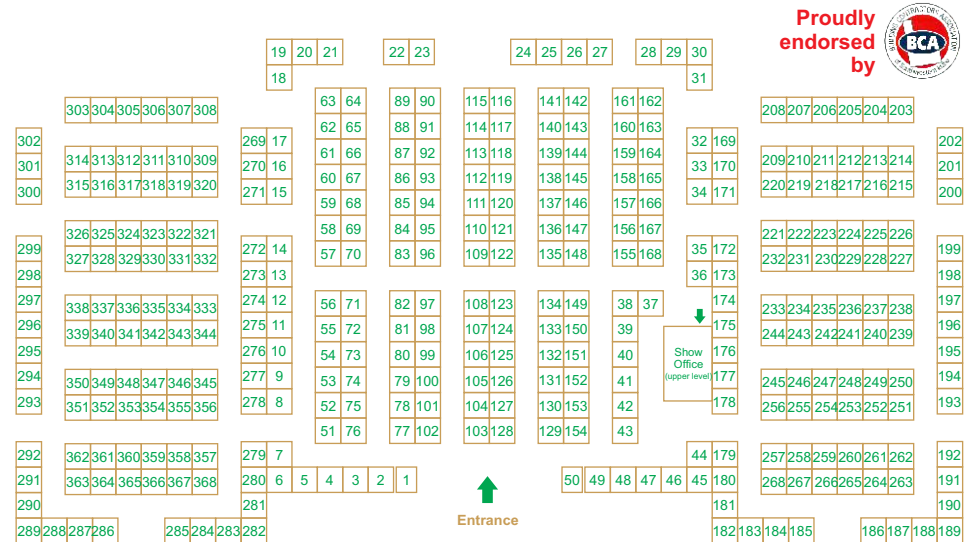 Proudly
endorsed
by
BUILDING CONTRACTORS ASSOCIATION
BCA
19 20 21 22 23 24 25 26 27 28 29 30
18 31
63 64 89 90 115 116 141 142 161 162
303 304 305 306 307 308 208 207 206 205 204 203
62 65 88 91 114 117 140 143 160 163
302 269 17 32 169 202
61 66 87 92 113 118 139 144 159 164
314 313 312 311 310 309 209 210 211 212 213 214
301 270 16 33 170 201
60 67 86 93 112 119 138 145 158 165
315 316 317 318 319 320 220 219 218 217 216 215
300 271 15 34 171 200
59 68 85 94 111 120 137 146 157 166
58 69 84 95 110 121 136 147 156 167
326 325 324 323 322 321 221 222 223 224 225 226
299 272 14 35 172 199
57 70 83 96 109 122 135 148 155 168
327 328 329 330 331 332 232 231 230 229 228 227
298 273 13 36 173 198
297 274 12 56 71 82 97 108 123 134 149 38 37 174 197
338 337 336 335 334 333 233 234 235 236 237 238
296 275 11 55 72 81 98 107 124 133 150 39 175 196
339 340 341 342 343 344 244 243 242 241 240 239
295 276 10 54 73 80 99 106 125 132 151 40 176 195
Show
Office
(upper level)
294 277 9 53 74 79 100 105 126 131 152 41 177 194
350 349 348 347 346 345 245 246 247 248 249 250
293 278 8 52 75 78 101 104 127 130 153 42 178 193
351 352 353 354 355 356 256 255 254 253 252 251
51 76 77 102 103 128 129 154 43
292 362 361 360 359 358 357 279 7 44 179 257 258 259 260 261 262 192
291 363 364 365 366 367 368 280 6 5 4 3 2 1 50 49 48 47 46 45 180 268 267 266 265 264 263 191
290 281 181 190
Entrance
289 288 287 286 285 284 283 282 182 183 184 185 186 187 188 189